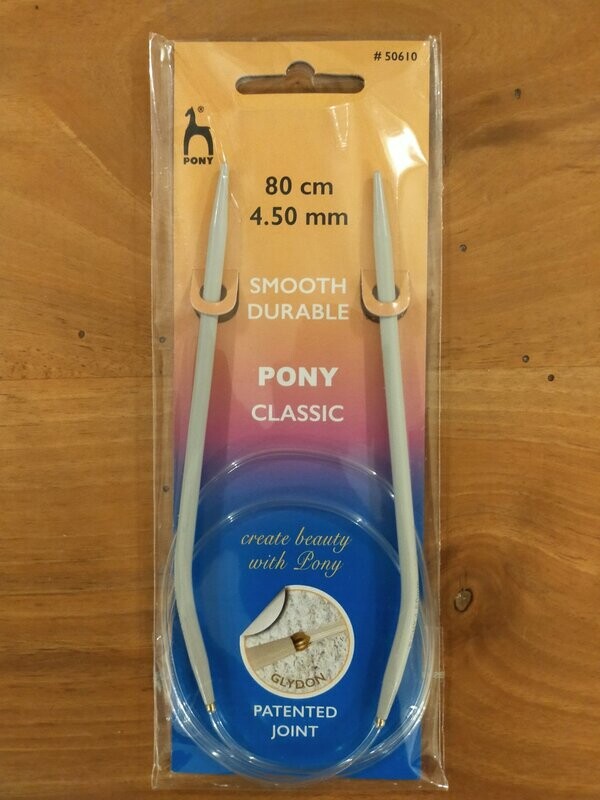 # 50610
®
PONY
80 cm
4.50 mm
SMOOTH
DURABLE
PONY
CLASSIC
create beauty
with Pony
GLYDON
PATENTED
JOINT